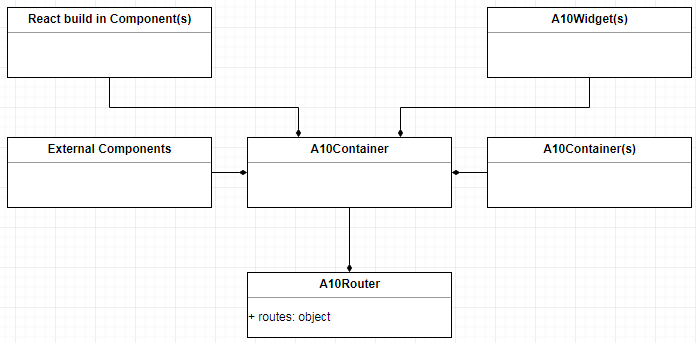 React build in Component(s)
A10Widget(s)
External Components
A10Container
A10Container(s)
A10Router
+ routes: object